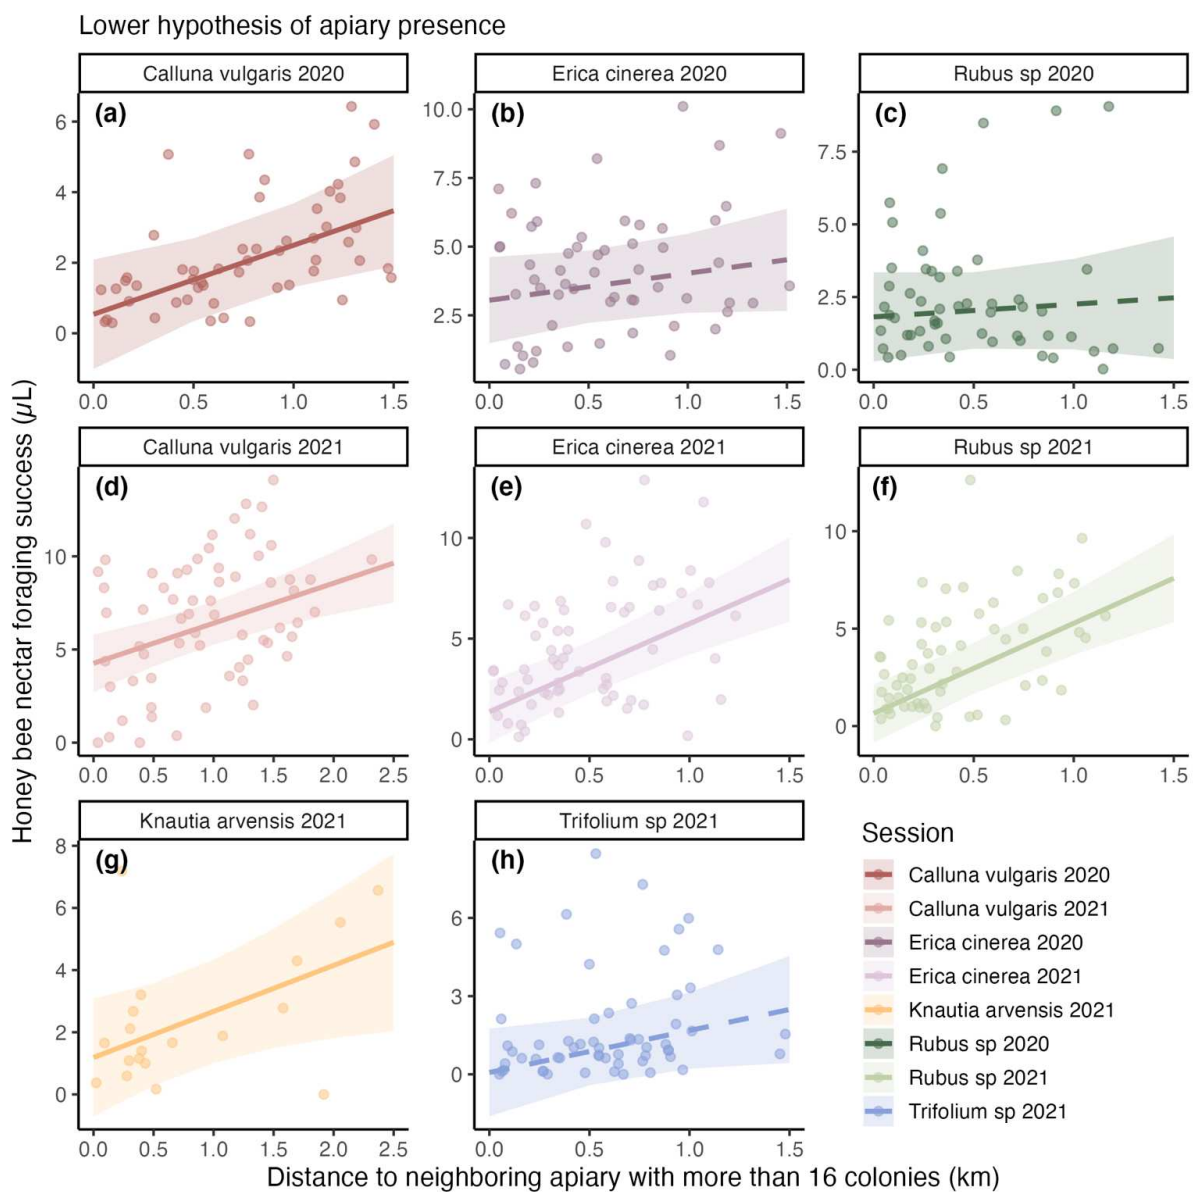 Lower hypothesis of apiary presence
Calluna vulgaris 2020
Erica cinerea 2020
Rubus sp 2020
(a)
(b)
(c)
6
4
2
0
10.0
7.5
5.0
2.5
7.5
5.0
2.5
0.0
0.0 0.5 1.0 1.5
0.0 0.5 1.0 1.5
0.0 0.5 1.0 1.5
Calluna vulgaris 2021
Erica cinerea 2021
Rubus sp 2021
(d)
(e)
(f)
10
5
0
10
5
0
10
5
0
0.0 0.5 1.0 1.5 2.0 2.5
0.0 0.5 1.0 1.5
0.0 0.5 1.0 1.5
Knautia arvensis 2021
Trifolium sp 2021
(g)
(h)
8
6
4
2
0
6
3
0
0.0 0.5 1.0 1.5 2.0 2.5
0.0 0.5 1.0 1.5
Honey bee nectar foraging success (µL)
Distance to neighboring apiary with more than 16 colonies (km)
Session
Calluna vulgaris 2020
Calluna vulgaris 2021
Erica cinerea 2020
Erica cinerea 2021
Knautia arvensis 2021
Rubus sp 2020
Rubus sp 2021
Trifolium sp 2021